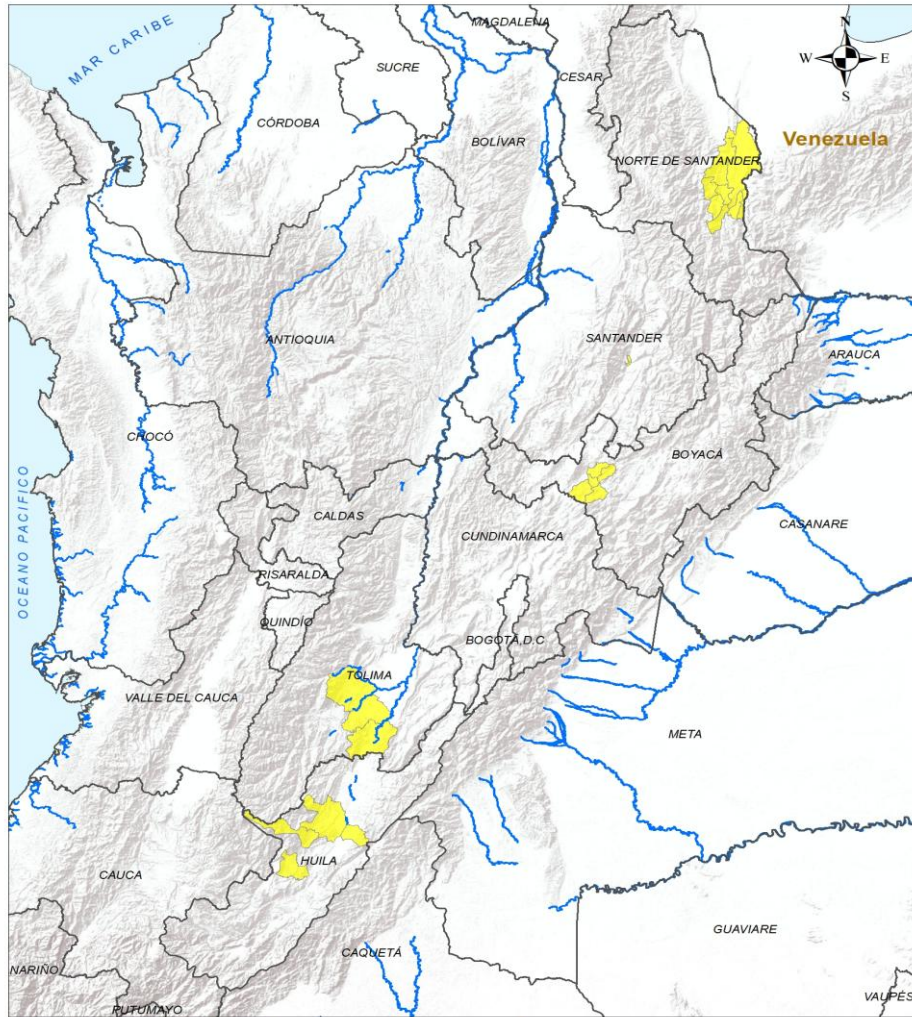 MAGDALENA
N
MAR CARIBE
W
E
S
SUCRE
CESAR
CÓRDOBA
BOLÍVAR
Venezuela
NORTE DE SANTANDER
ANTIOQUIA
SANTANDER
ARAUCA
CHOCÓ
BOYACÁ
OCEANO PACIFICO
CALDAS
CASANARE
CUNDINAMARCA
RISARALDA
QUINDÍO
BOGOTÁ,D.C
TOLIMA
VALLE DEL CAUCA
META
HUILA
CAUCA
GUAVIARE
CAQUETÁ
NARIÑO
VAUPÉS
PUTUMAYO